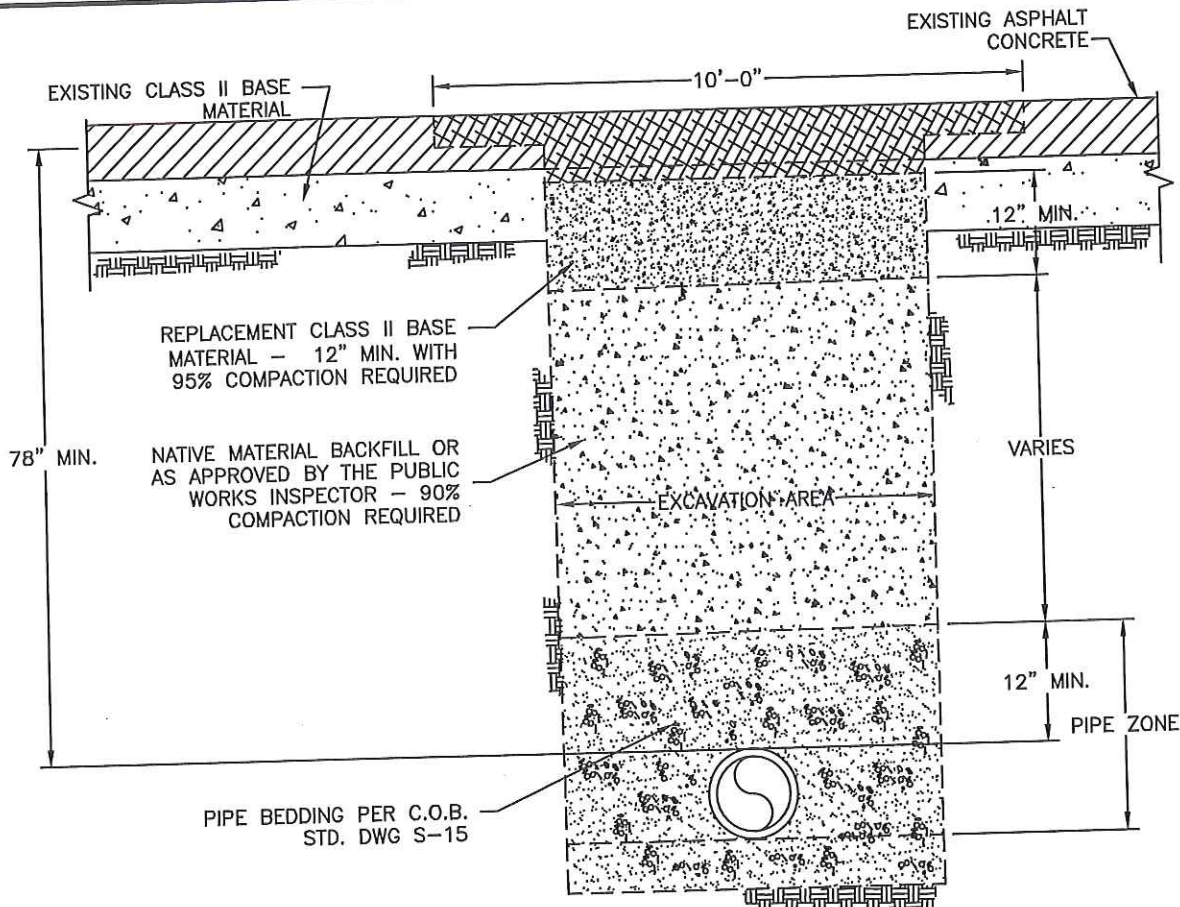 EXISTING ASPHALT
CONCRETE
10'-0"
EXISTING CLASS II BASE
MATERIAL
12" MIN.
REPLACEMENT CLASS II BASE
MATERIAL - 12" MIN. WITH
95% COMPACTION REQUIRED
78" MIN.
NATIVE MATERIAL BACKFILL OR
AS APPROVED BY THE PUBLIC
WORKS INSPECTOR - 90%
COMPACTION REQUIRED
VARIES
EXCAVATION AREA
12" MIN.
PIPE ZONE
PIPE BEDDING PER C.O.B.
STD. DWG S-15